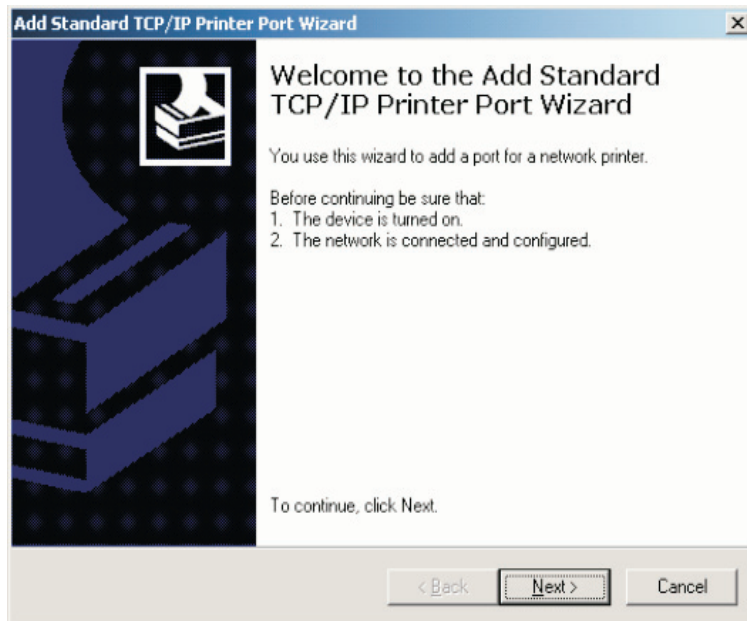 Add Standard TCP/IP Printer Port Wizard
Welcome to the Add Standard
TCP/IP Printer Port Wizard
You use this wizard to add a port for a network printer.
Before continuing be sure that:
1. The device is turned on.
2. The network is connected and configured.
To continue, click Next.
< Back Next > Cancel